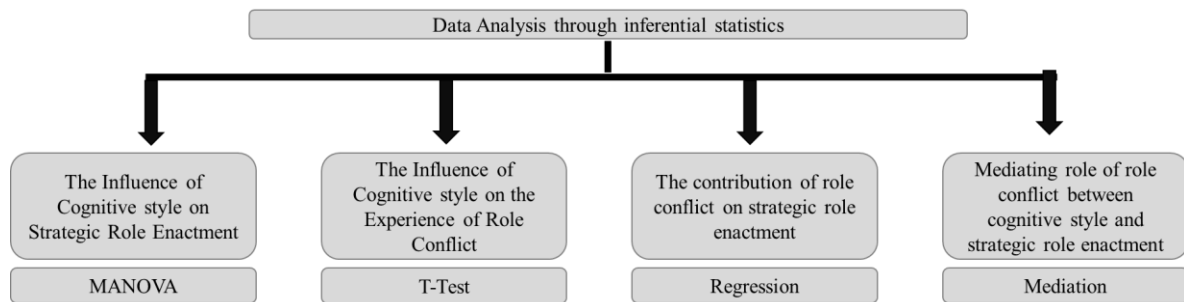 Data Analysis through inferential statistics
The Influence of
Cognitive style on
Strategic Role Enactment
MANOVA
The Influence of
Cognitive style on the
Experience of Role
Conflict
T-Test
The contribution of role
conflict on strategic role
enactment
Regression
Mediating role of role
conflict between
cognitive style and
strategic role enactment
Mediation